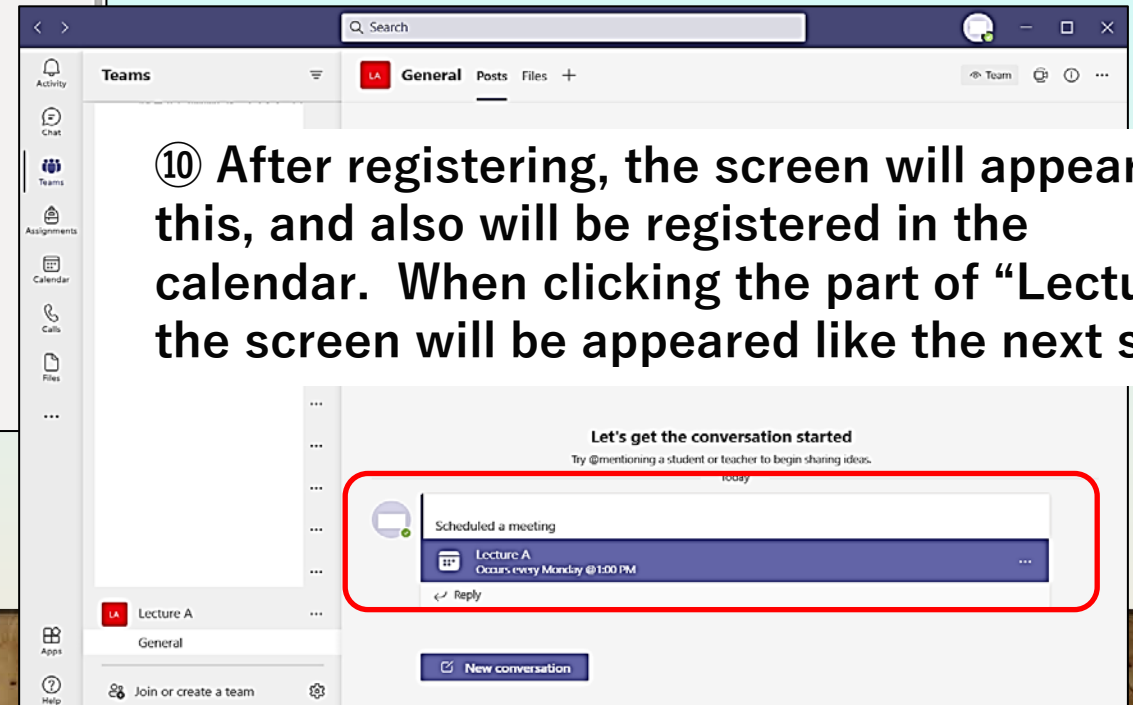 Search
Activity
Teams
General Posts Files +
Team
Chat
Teams
Assignments
Calendar
Calls
Files
⑩ After registering, the screen will appear
this, and also will be registered in the
calendar. When clicking the part of “Lectu
the screen will be appeared like the next s
Let's get the conversation started
Try @mentioning a student or teacher to begin sharing ideas.
Today
Scheduled a meeting
Lecture A
Occurs every Monday @1:00 PM
Reply
LA Lecture A
General
New conversation
Join or create a team
Apps
Help
LA